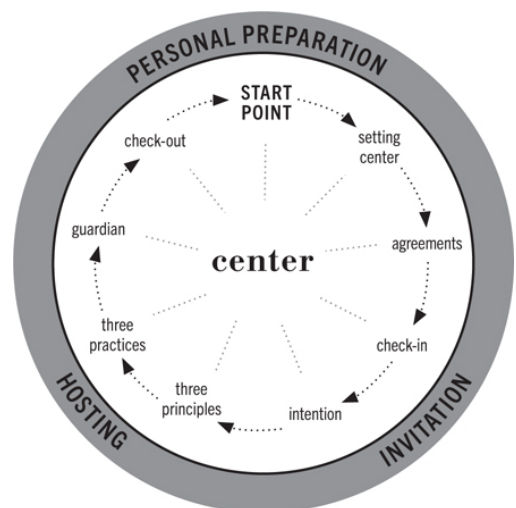 PERSONAL PREPARATION
START
POINT
setting
center
agreements
check-in
intention
three
principles
three
practices
guardian
check-out
center
INVITATION
HOSTING